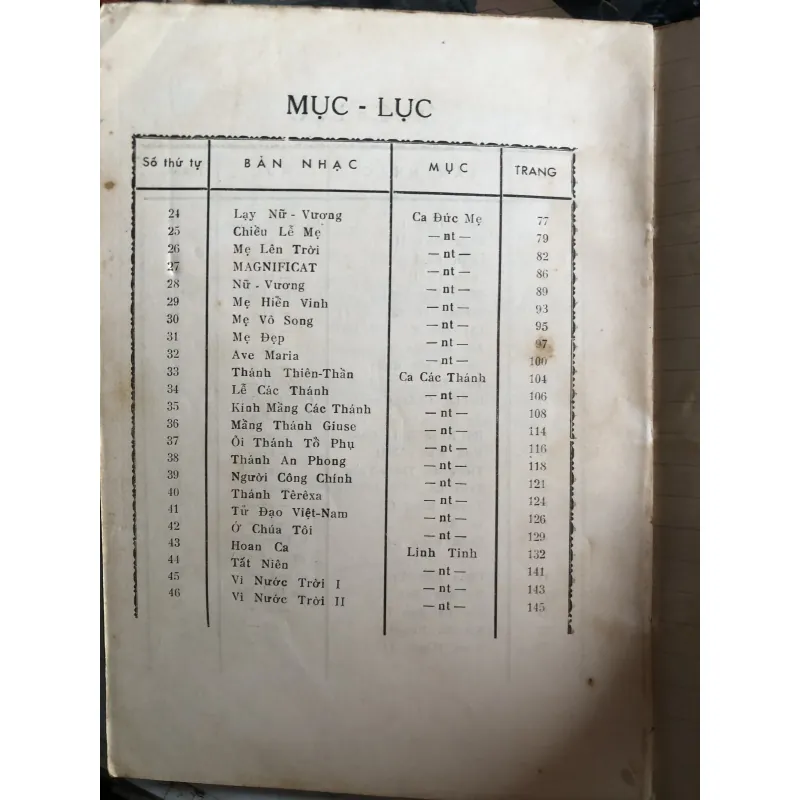 MỤC - LỤC
Số thứ tự BẢN NHẠC MỤC TRANG
24 Lạy Nữ - Vương Ca Đức Mẹ 77
25 Chiều Lễ Mẹ — nt — 79
26 Mẹ Lên Trời — nt — 82
27 MAGNIFICAT — nt — 86
28 Nữ - Vương — nt — 89
29 Mẹ Hiển Vinh — nt — 93
30 Mẹ Vô Song — nt — 95
31 Mẹ Đẹp — nt — 97
32 Ave Maria — nt — 100
33 Thánh Thiên-Thần Ca Các Thánh 104
34 Lễ Các Thánh — nt — 106
35 Kính Mầng Các Thánh — nt — 108
36 Mầng Thánh Giuse — nt — 114
37 Ôi Thánh Tổ Phụ — nt — 116
38 Thánh An Phong — nt — 118
39 Người Công Chính — nt — 121
40 Thánh Têrêxa — nt — 124
41 Tử Đạo Việt-Nam — nt — 126
42 Ở Chúa Tôi — nt — 129
43 Hoan Ca Linh Tinh 132
44 Tất Niên — nt — 141
45 Vì Nước Trời I — nt — 143
46 Vì Nước Trời II — nt — 145